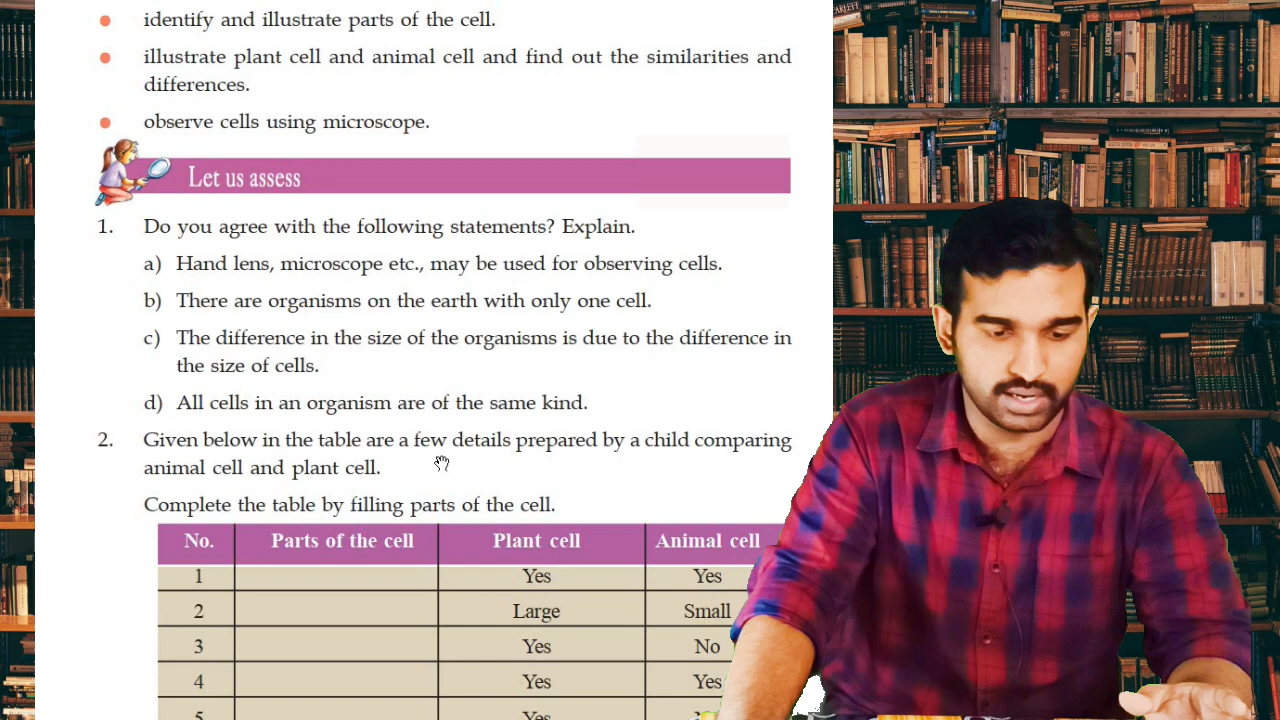 identify and illustrate parts of the cell.
illustrate plant cell and animal cell and find out the similarities and
differences.
observe cells using microscope.
Let us assess
1. Do you agree with the following statements? Explain.
a) Hand lens, microscope etc., may be used for observing cells.
b) There are organisms on the earth with only one cell.
c) The difference in the size of the organisms is due to the difference in
the size of cells.
d) All cells in an organism are of the same kind.
2. Given below in the table are a few details prepared by a child comparing
animal cell and plant cell.
Complete the table by filling parts of the cell.
No. Parts of the cell Plant cell Animal cell
1 Yes Yes
2 Large Small
3 Yes No
4 Yes Yes
5 Yes